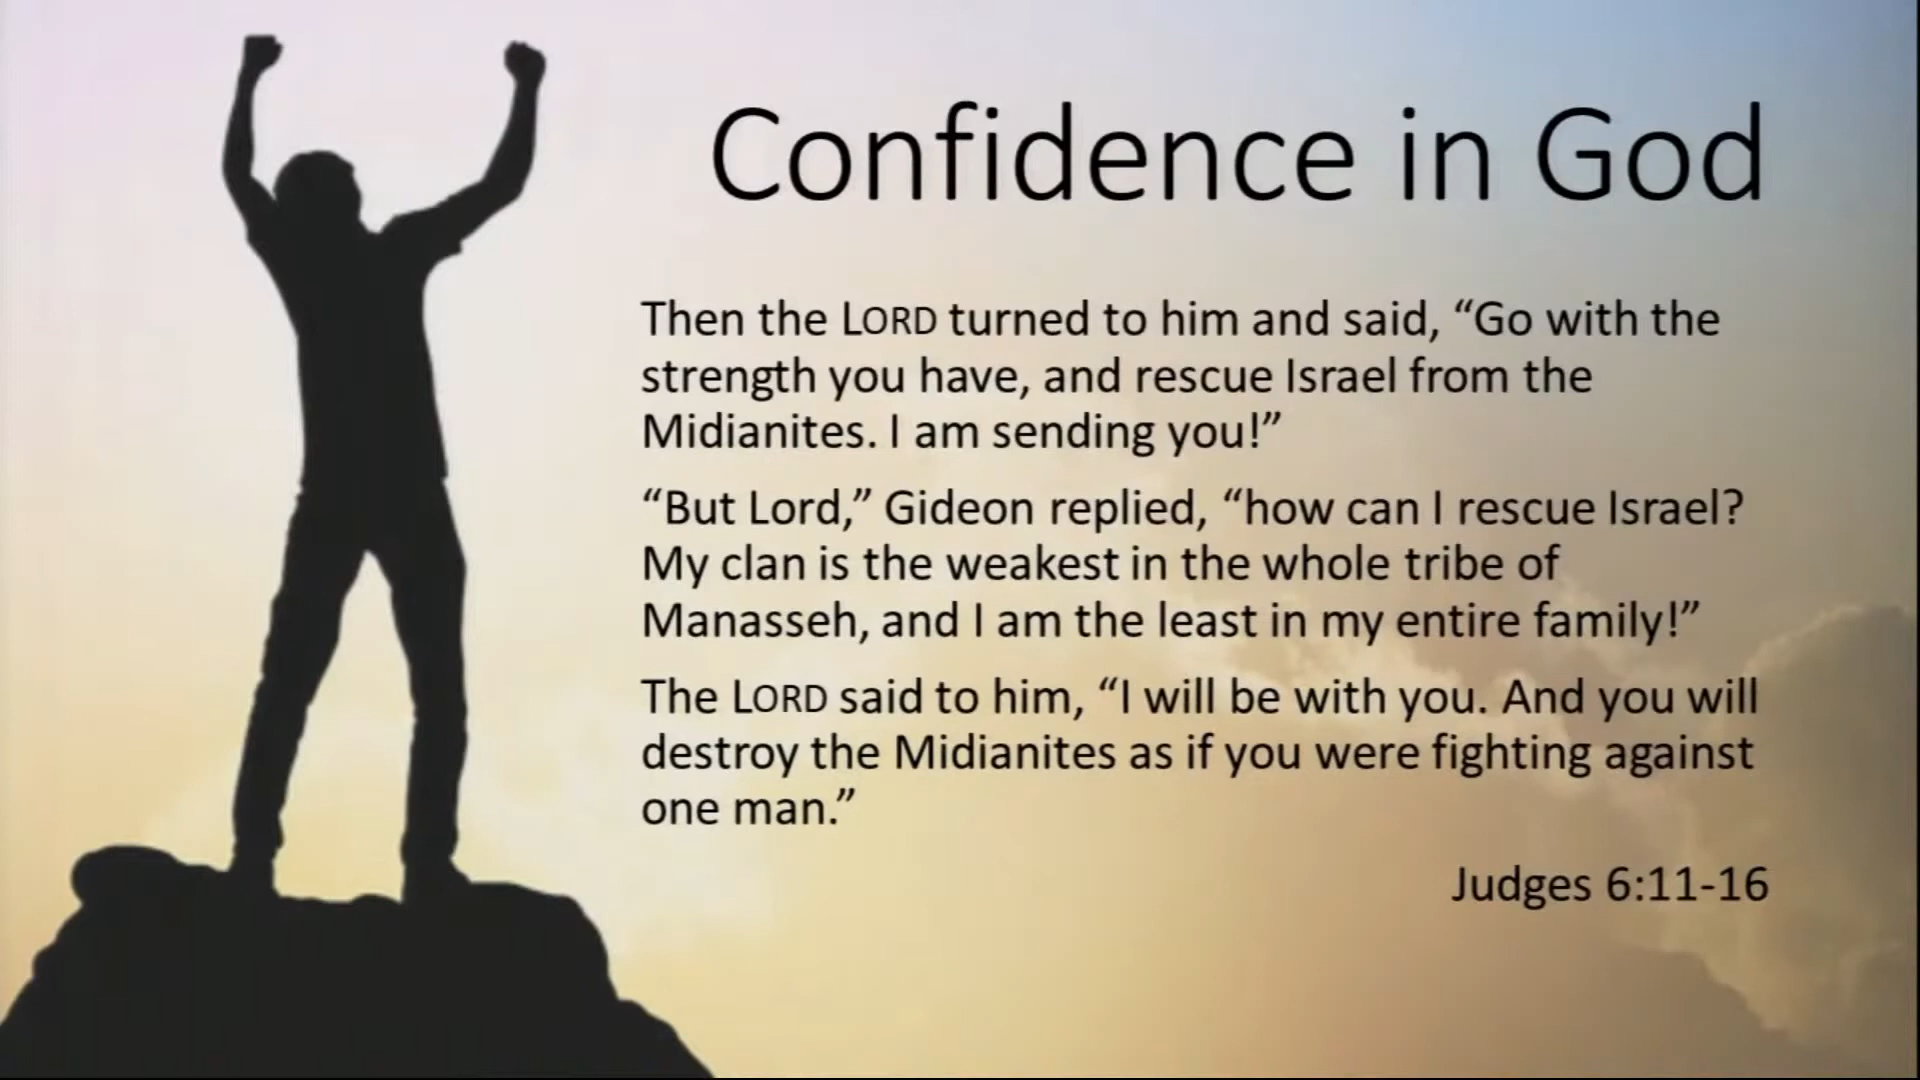 Confidence in God
Then the LORD turned to him and said, “Go with the
strength you have, and rescue Israel from the
Midianites. I am sending you!”
“But Lord,” Gideon replied, “how can I rescue Israel?
My clan is the weakest in the whole tribe of
Manasseh, and I am the least in my entire family!”
The LORD said to him, “I will be with you. And you will
destroy the Midianites as if you were fighting against
one man.”
Judges 6:11-16